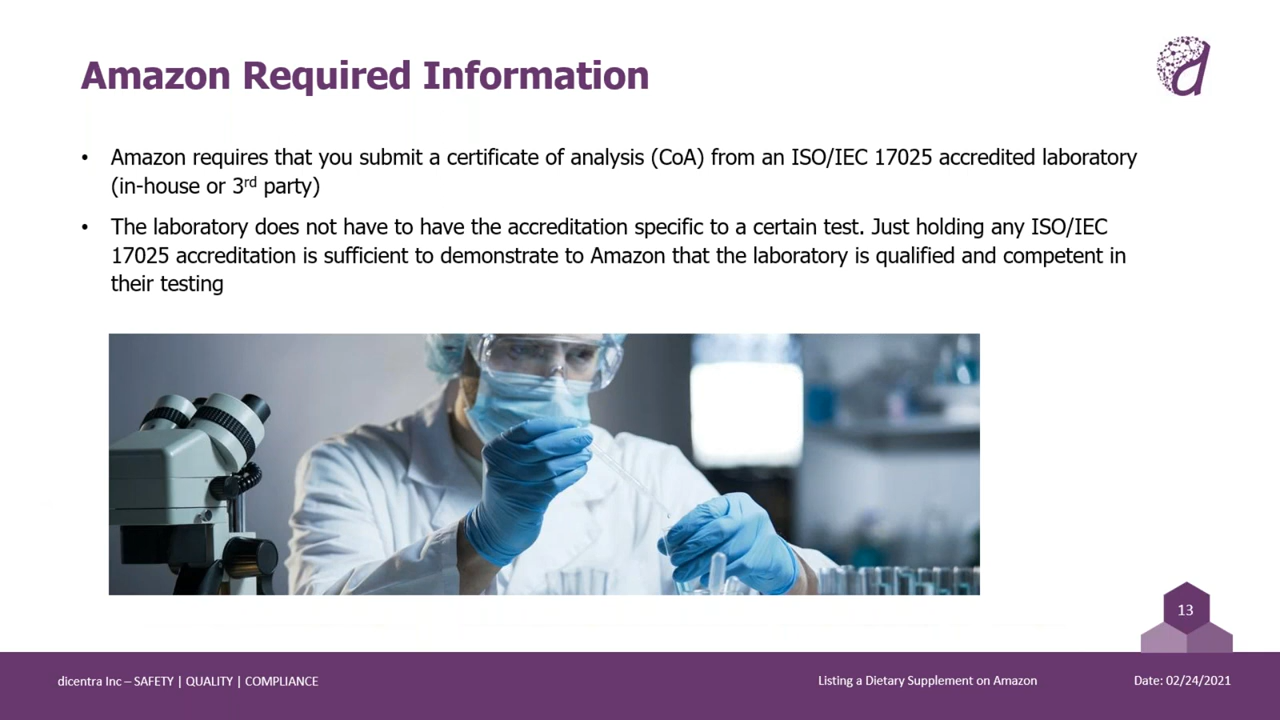 Amazon Required Information
• Amazon requires that you submit a certificate of analysis (CoA) from an ISO/IEC 17025 accredited laboratory
(in-house or 3rd party)
• The laboratory does not have to have the accreditation specific to a certain test. Just holding any ISO/IEC
17025 accreditation is sufficient to demonstrate to Amazon that the laboratory is qualified and competent in
their testing
13
dicentra Inc – SAFETY | QUALITY | COMPLIANCE
Listing a Dietary Supplement on Amazon
Date: 02/24/2021